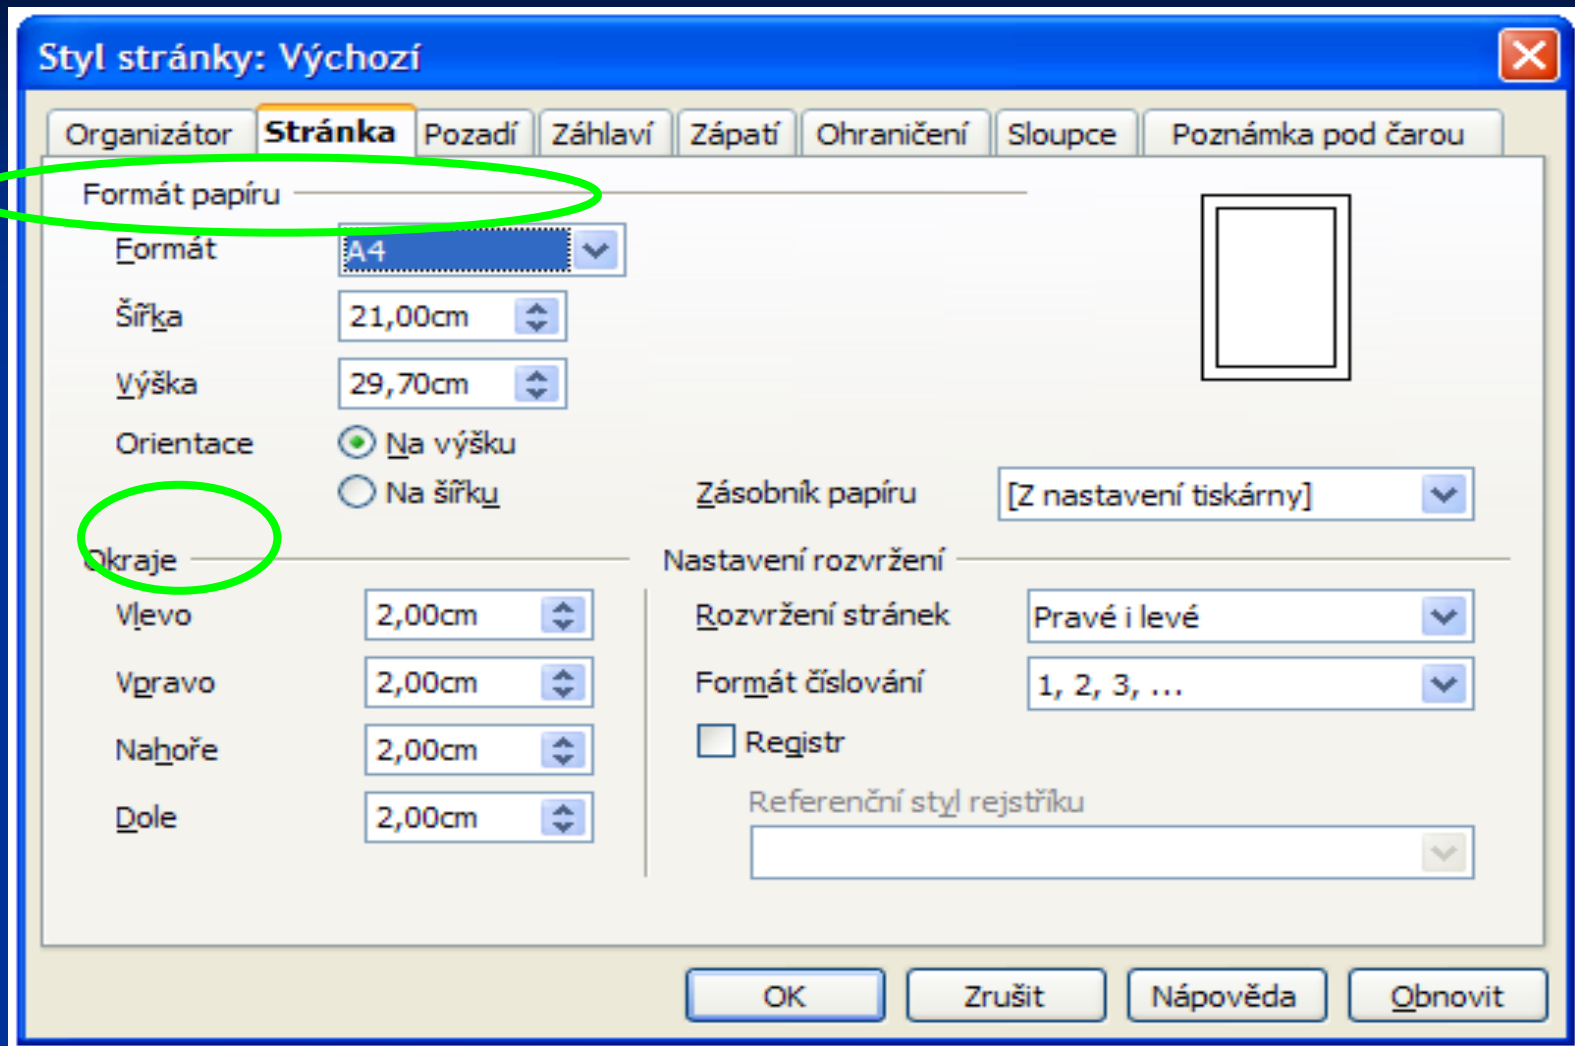 Styl stránky: Výchozí
Organizátor Stránka Pozadí Záhlaví Zápatí Ohraničení Sloupce Poznámka pod čarou
Formát papíru
Formát A4
Šířka 21,00cm
Výška 29,70cm
Orientace Na výšku
Na šířku Zásobník papíru [Z nastavení tiskárny]
Okraje Nastavení rozvržení
Vlevo 2,00cm Rozvržení stránek Pravé i levé
Vpravo 2,00cm Formát číslování 1, 2, 3, ...
Nahoře 2,00cm Registr
Referenční styl rejstříku
Dole 2,00cm
OK Zrušit Nápověda Obnovit